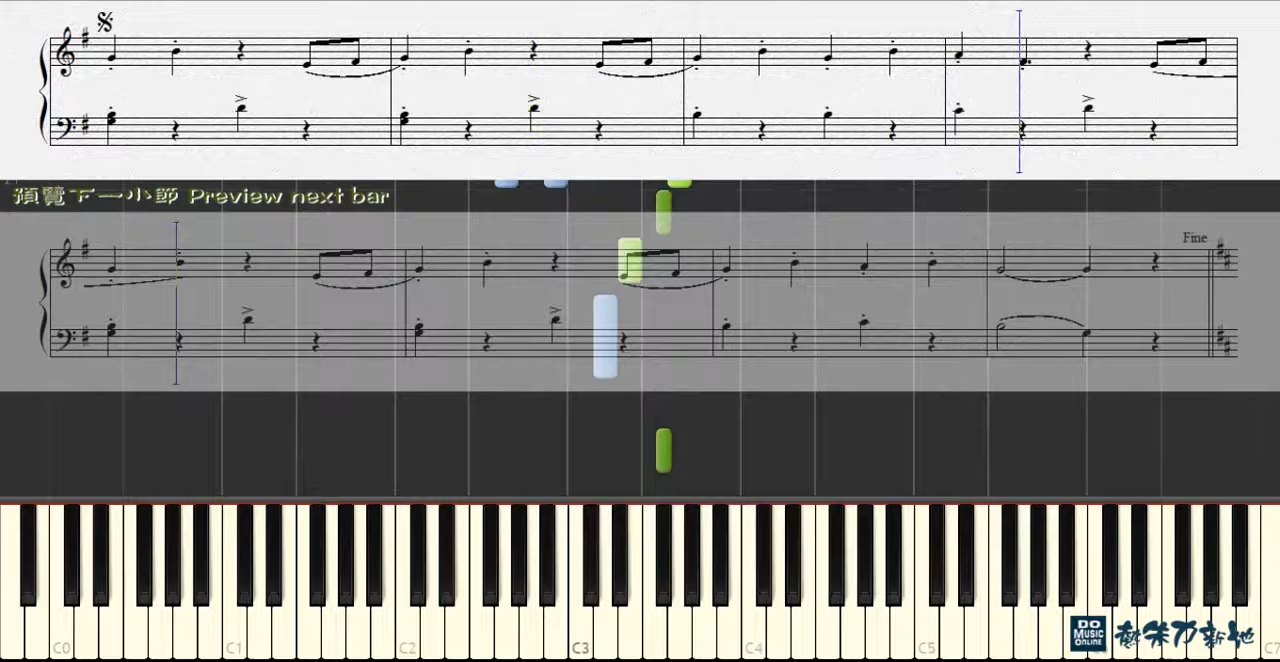 預覽下一小節 Preview next bar
Fine
C0 C1 C2 C3 C4 C5 C7
DO MUSIC ONLINE